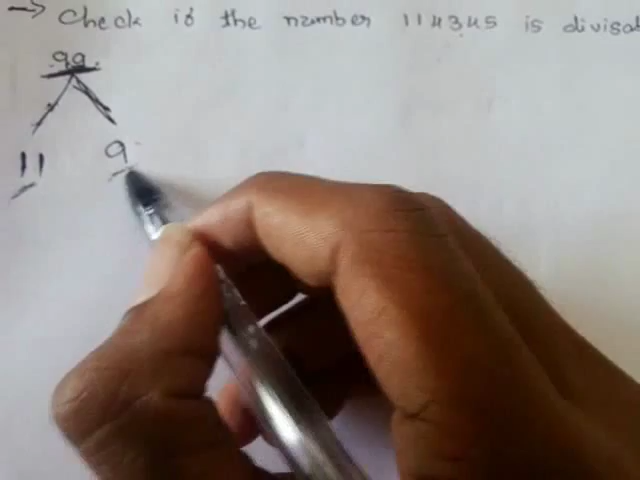 → Check if the number 114345 is divisa
99
11 9